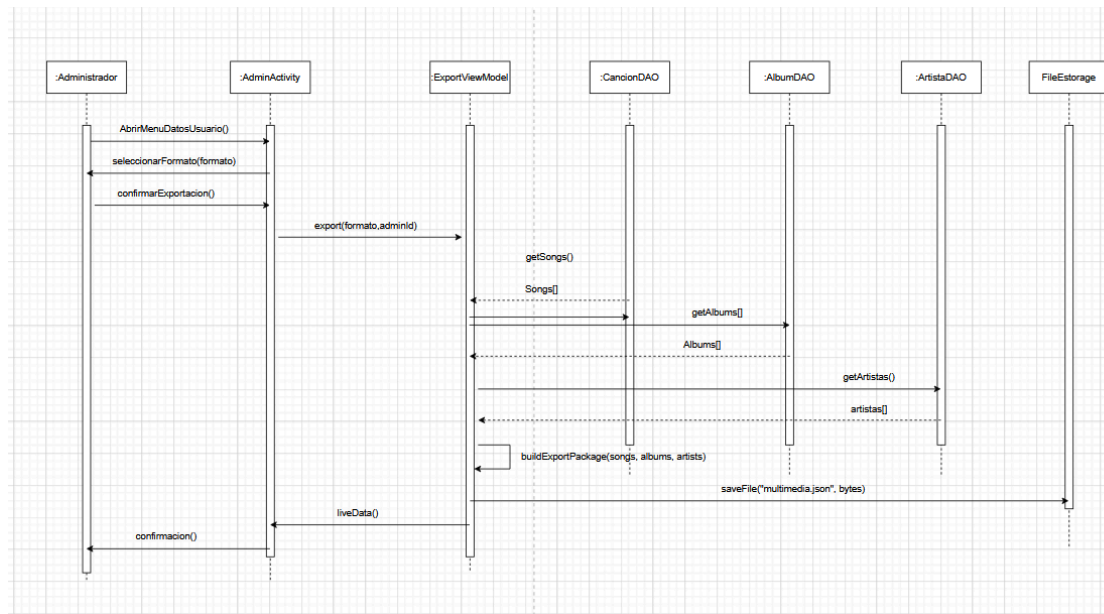 :Administrador
:AdminActivity
:ExportViewModel
:CancionDAO
:AlbumDAO
:ArtistaDAO
FileEstorage
AbrirMenuDatosUsuario()
seleccionarFormato(formato)
confirmarExportacion()
export(formato,adminId)
getSongs()
Songs[]
getAlbums[]
Albums[]
getArtistas()
artistas[]
buildExportPackage(songs, albums, artists)
saveFile("multimedia.json", bytes)
liveData()
confirmacion()